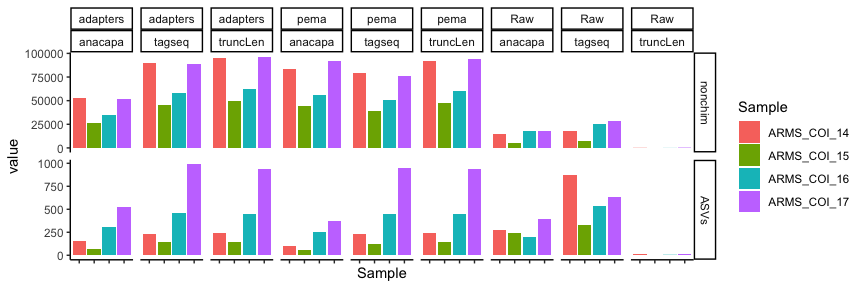 adapters adapters adapters pema pema pema Raw Raw Raw
anacapa tagseq truncLen anacapa tagseq truncLen anacapa tagseq truncLen
100000
75000
50000
25000
0
nonchim
1000
750
500
250
0
ASVs
value
Sample
Sample
ARMS_COI_14
ARMS_COI_15
ARMS_COI_16
ARMS_COI_17